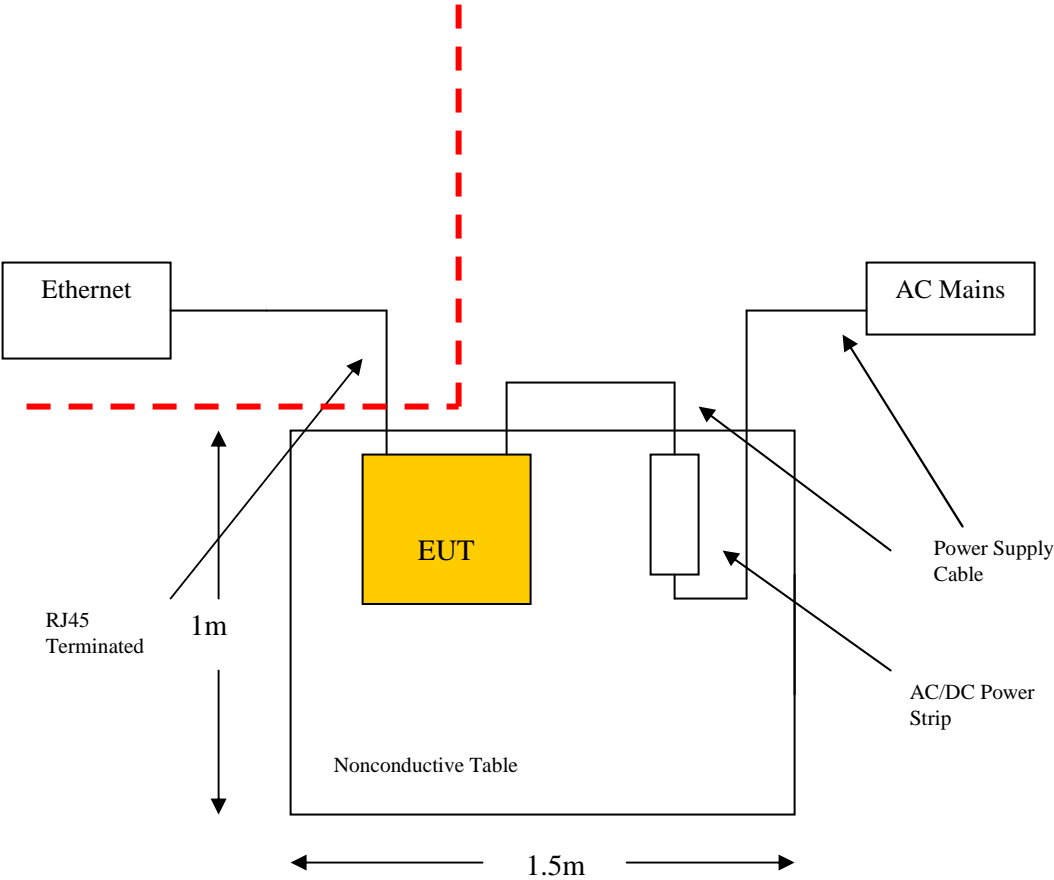 Ethernet
AC Mains
EUT
Power Supply
Cable
RJ45
Terminated
1m
AC/DC Power
Strip
Nonconductive Table
1.5m